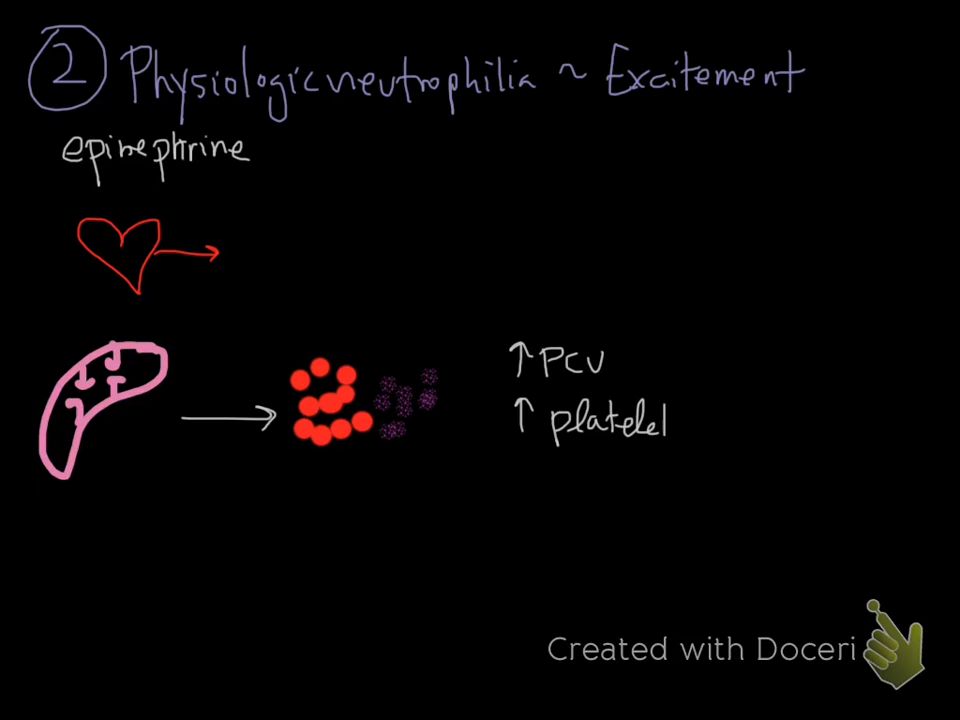 2 Physiologic neutrophilia ~ Excitement
epinephrine
↑ PCV
↑ platelet
Created with Doceri